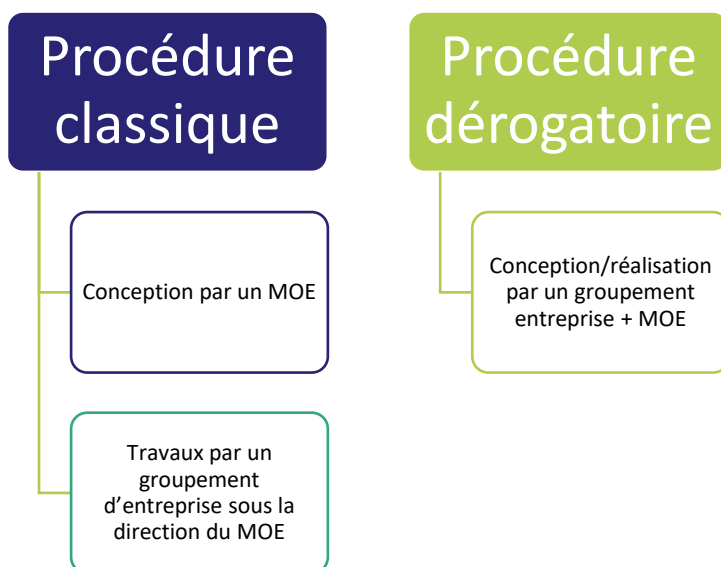 Procédure
classique
Conception par un MOE
Travaux par un
groupement
d’entreprise sous la
direction du MOE
Procédure
dérogatoire
Conception/réalisation
par un groupement
entreprise + MOE